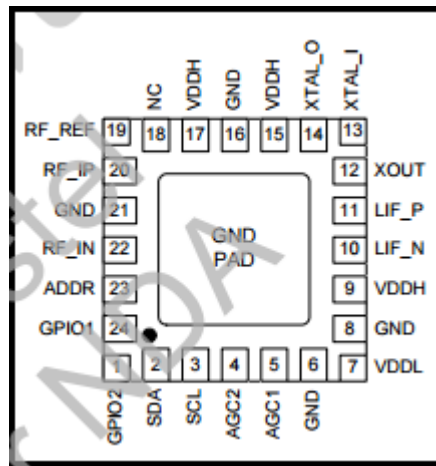 NC
VDDH
GND
VDDH
XTAL_O
XTAL_I
RF_REF 19 18 17 16 15 14 13
RF_IP 20 12 XOUT
GND 21 11 LIF_P
RF_IN 22 GND PAD 10 LIF_N
ADDR 23 9 VDDH
GPIO1 24 8 GND
1 2 3 4 5 6 7 VDDL
GPIO2
SDA
SCL
AGC2
AGC1
GND
r NDA